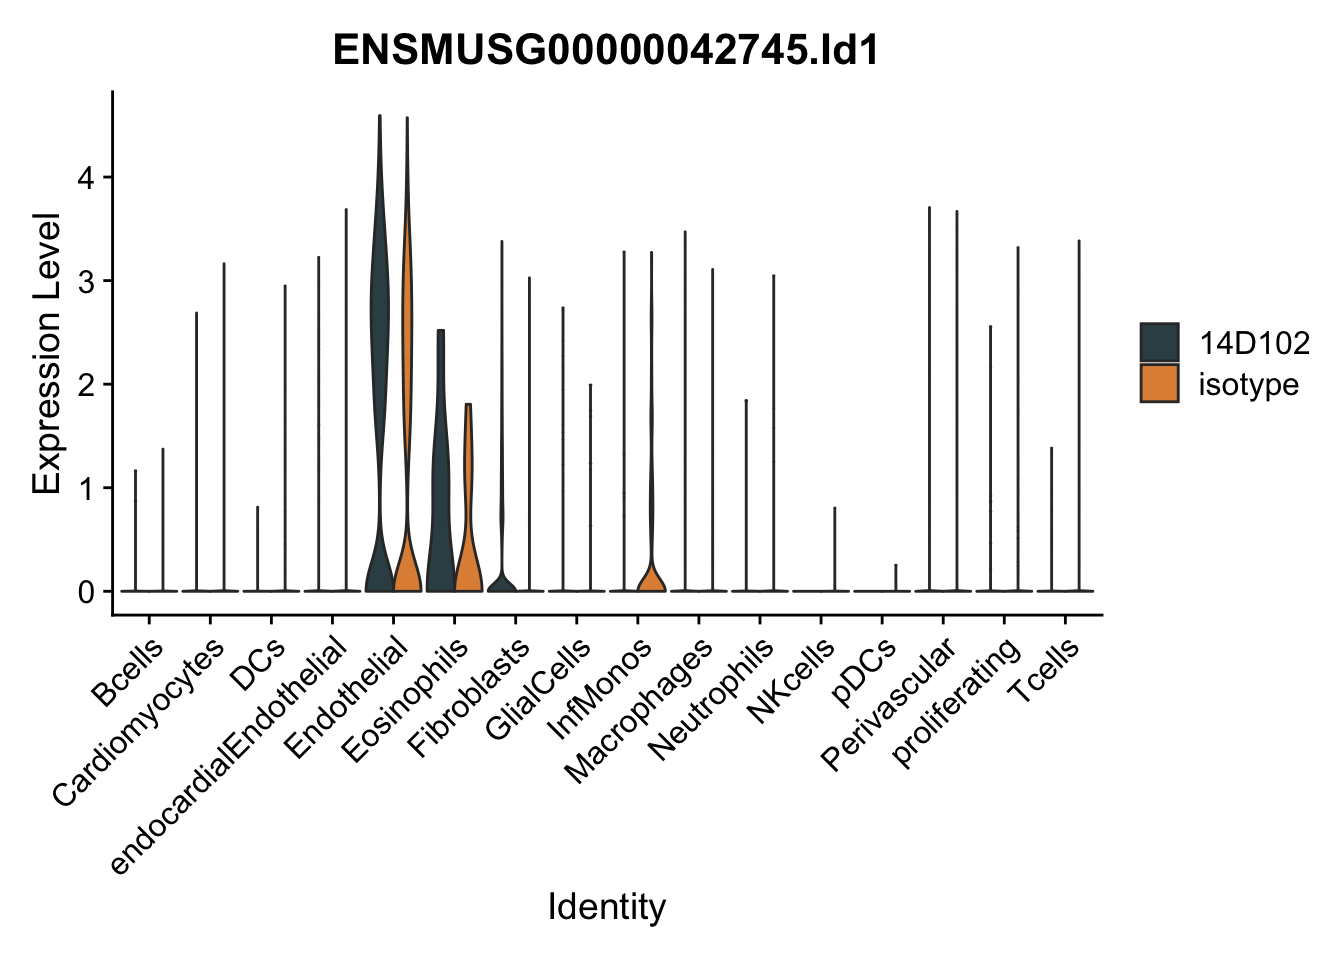 ENSMUSG00000042745.Id1
Expression Level
4
3
2
1
0
Bcells
Cardiomyocytes
DCs
endocardialEndothelial
Endothelial
Eosinophils
Fibroblasts
GlialCells
InfMonos
Macrophages
Neutrophils
NKcells
pDCs
Perivascular
proliferating
Tcells
Identity
14D102
isotype